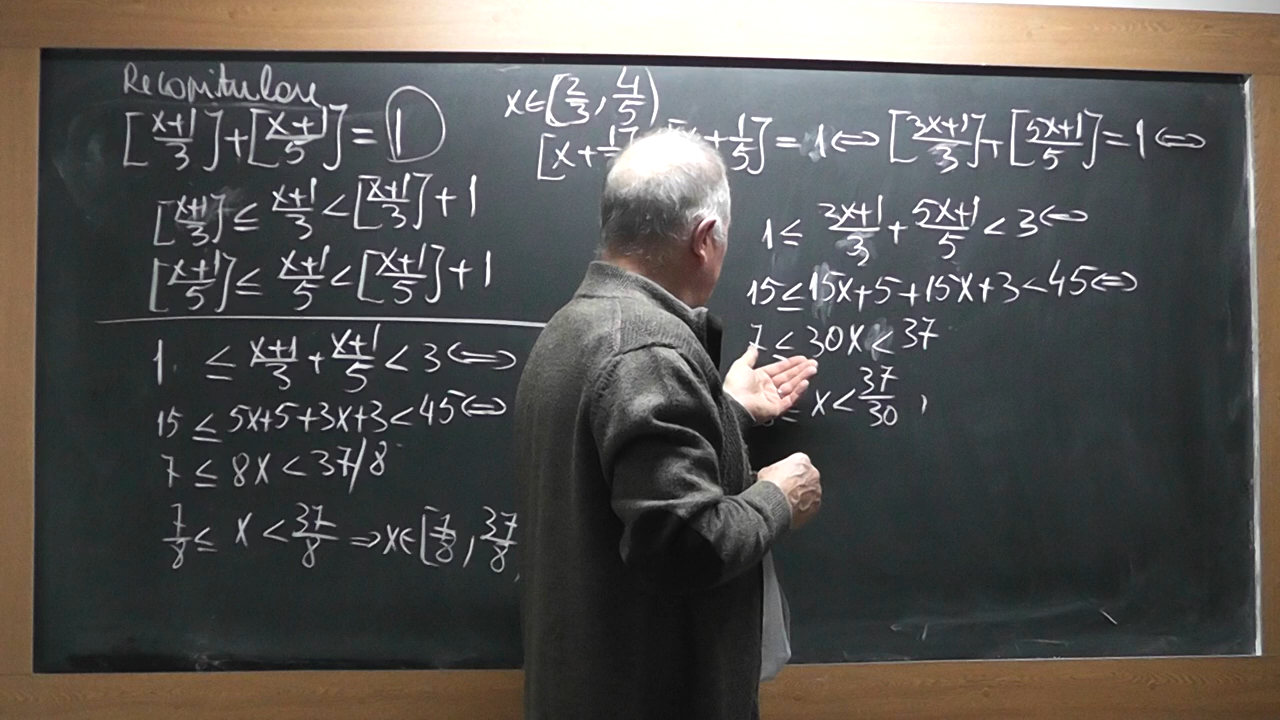 Recapitulare
[(x+1)/3]+[(x+1)/5]=1
[(x+1)/3]≤(x+1)/3<[(x+1)/3]+1
[(x+1)/5]≤(x+1)/5<[(x+1)/5]+1
1 ≤(x+1)/3+(x+1)/5<3⇔
15≤5x+5+3x+3<45⇔
7≤8x<37/8
7/8≤x<37/8⇒x∈[7/8,37/8
x∈[2/3,4/5)
[x+1/ +1/5]=1⇔[(3x+1)/3]+[(5x+1)/5]=1⇔
1≤(3x+1)/3+(5x+1)/5<3⇔
15≤15x+5+15x+3<45⇔
7≤30x<37
≤x<37/30,